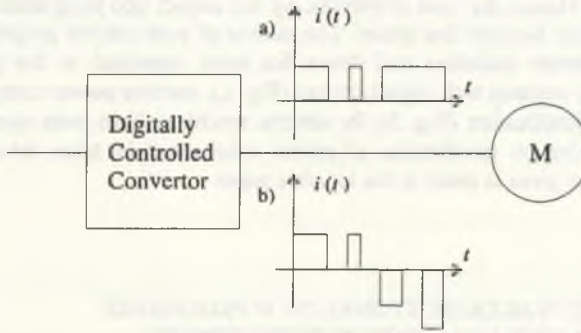 a)
i(t)
t
Digitally
Controlled
Convertor
M
b)
i(t)
t